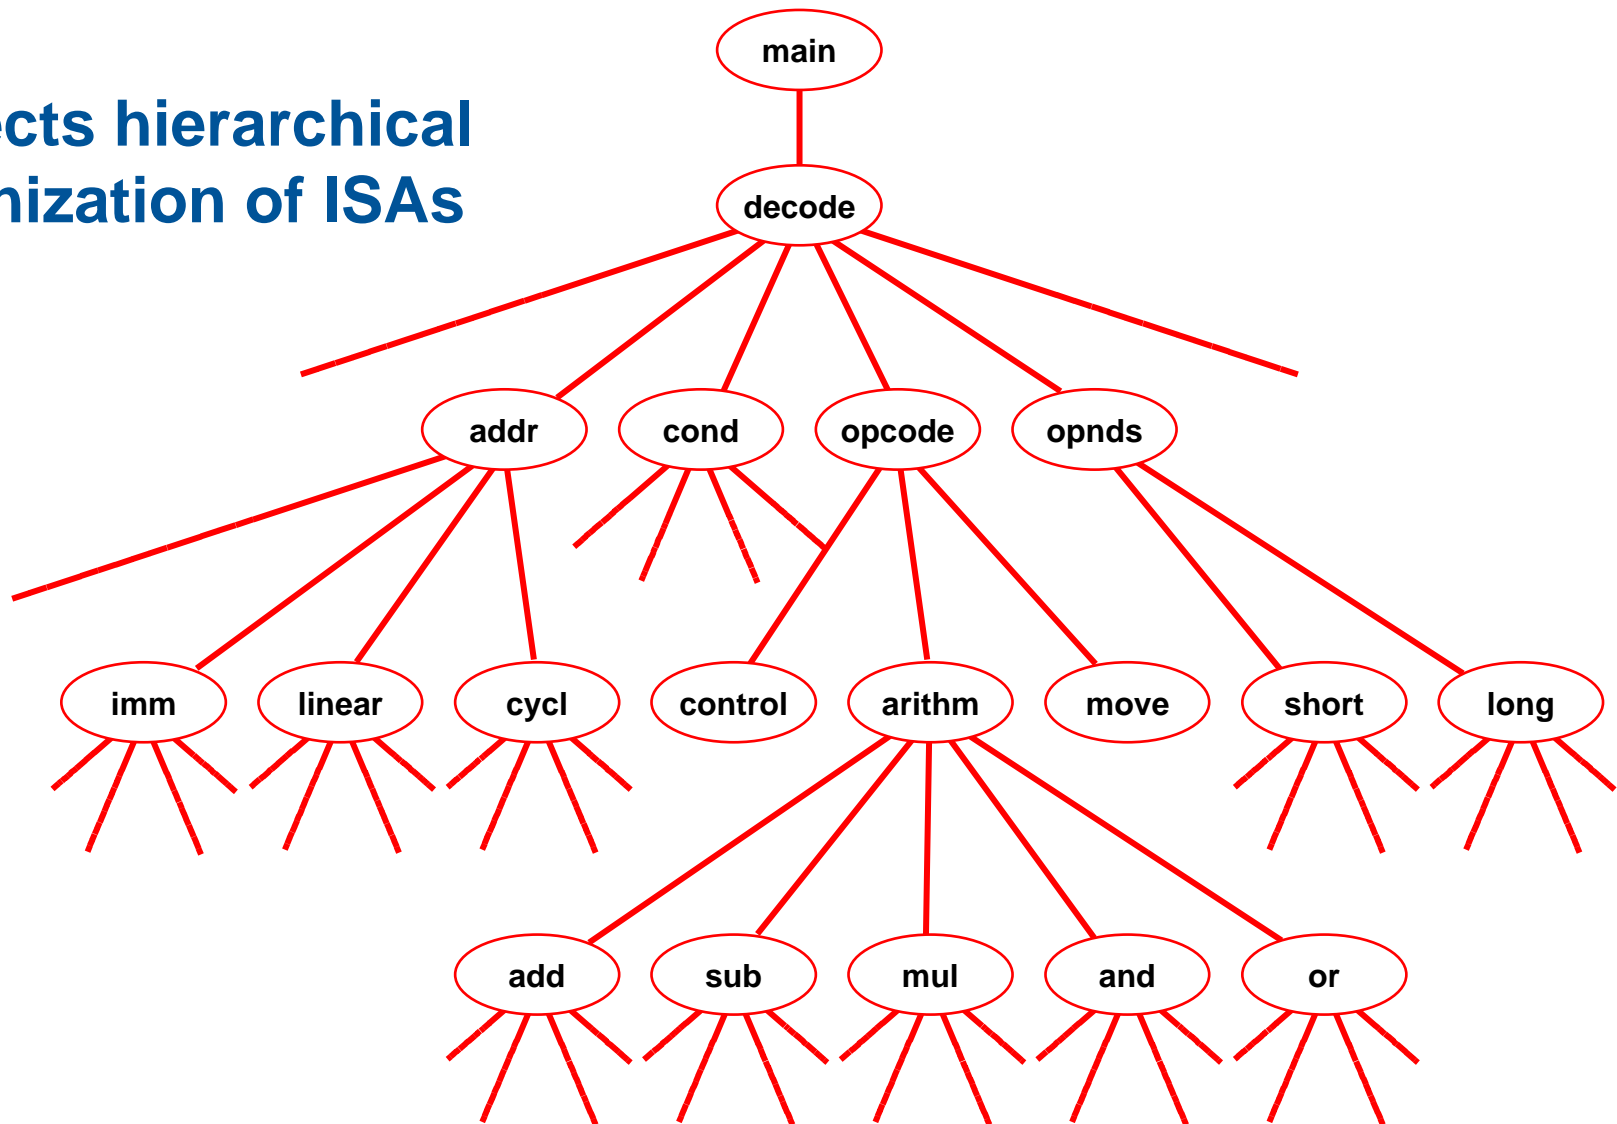 main
ects hierarchical
nization of ISAs
decode
addr cond opcode opnds
imm linear cycl control arithm move short long
add sub mul and or